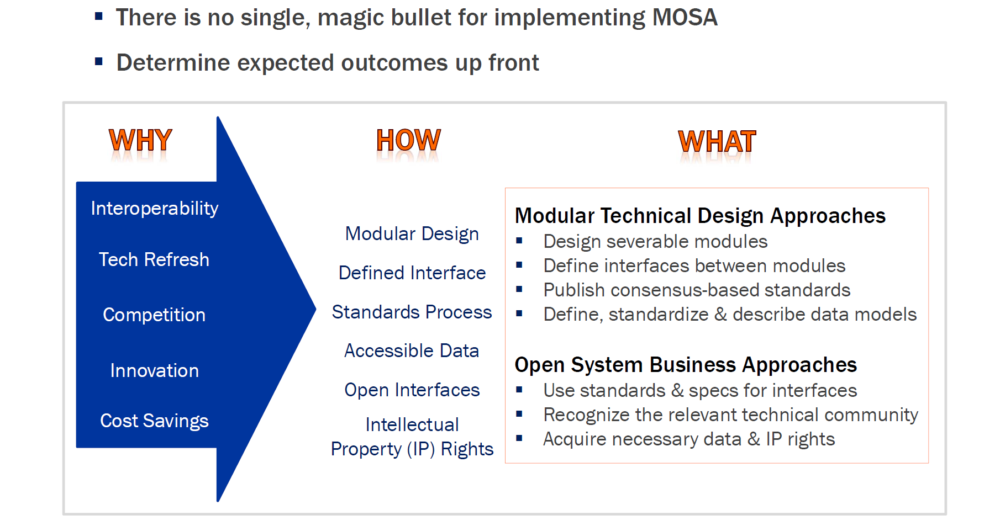 ▪ There is no single, magic bullet for implementing MOSA
▪ Determine expected outcomes up front
WHY
Interoperability
Tech Refresh
Competition
Innovation
Cost Savings
HOW
Modular Design
Defined Interface
Standards Process
Accessible Data
Open Interfaces
Intellectual
Property (IP) Rights
WHAT
Modular Technical Design Approaches
▪ Design severable modules
▪ Define interfaces between modules
▪ Publish consensus-based standards
▪ Define, standardize & describe data models
Open System Business Approaches
▪ Use standards & specs for interfaces
▪ Recognize the relevant technical community
▪ Acquire necessary data & IP rights